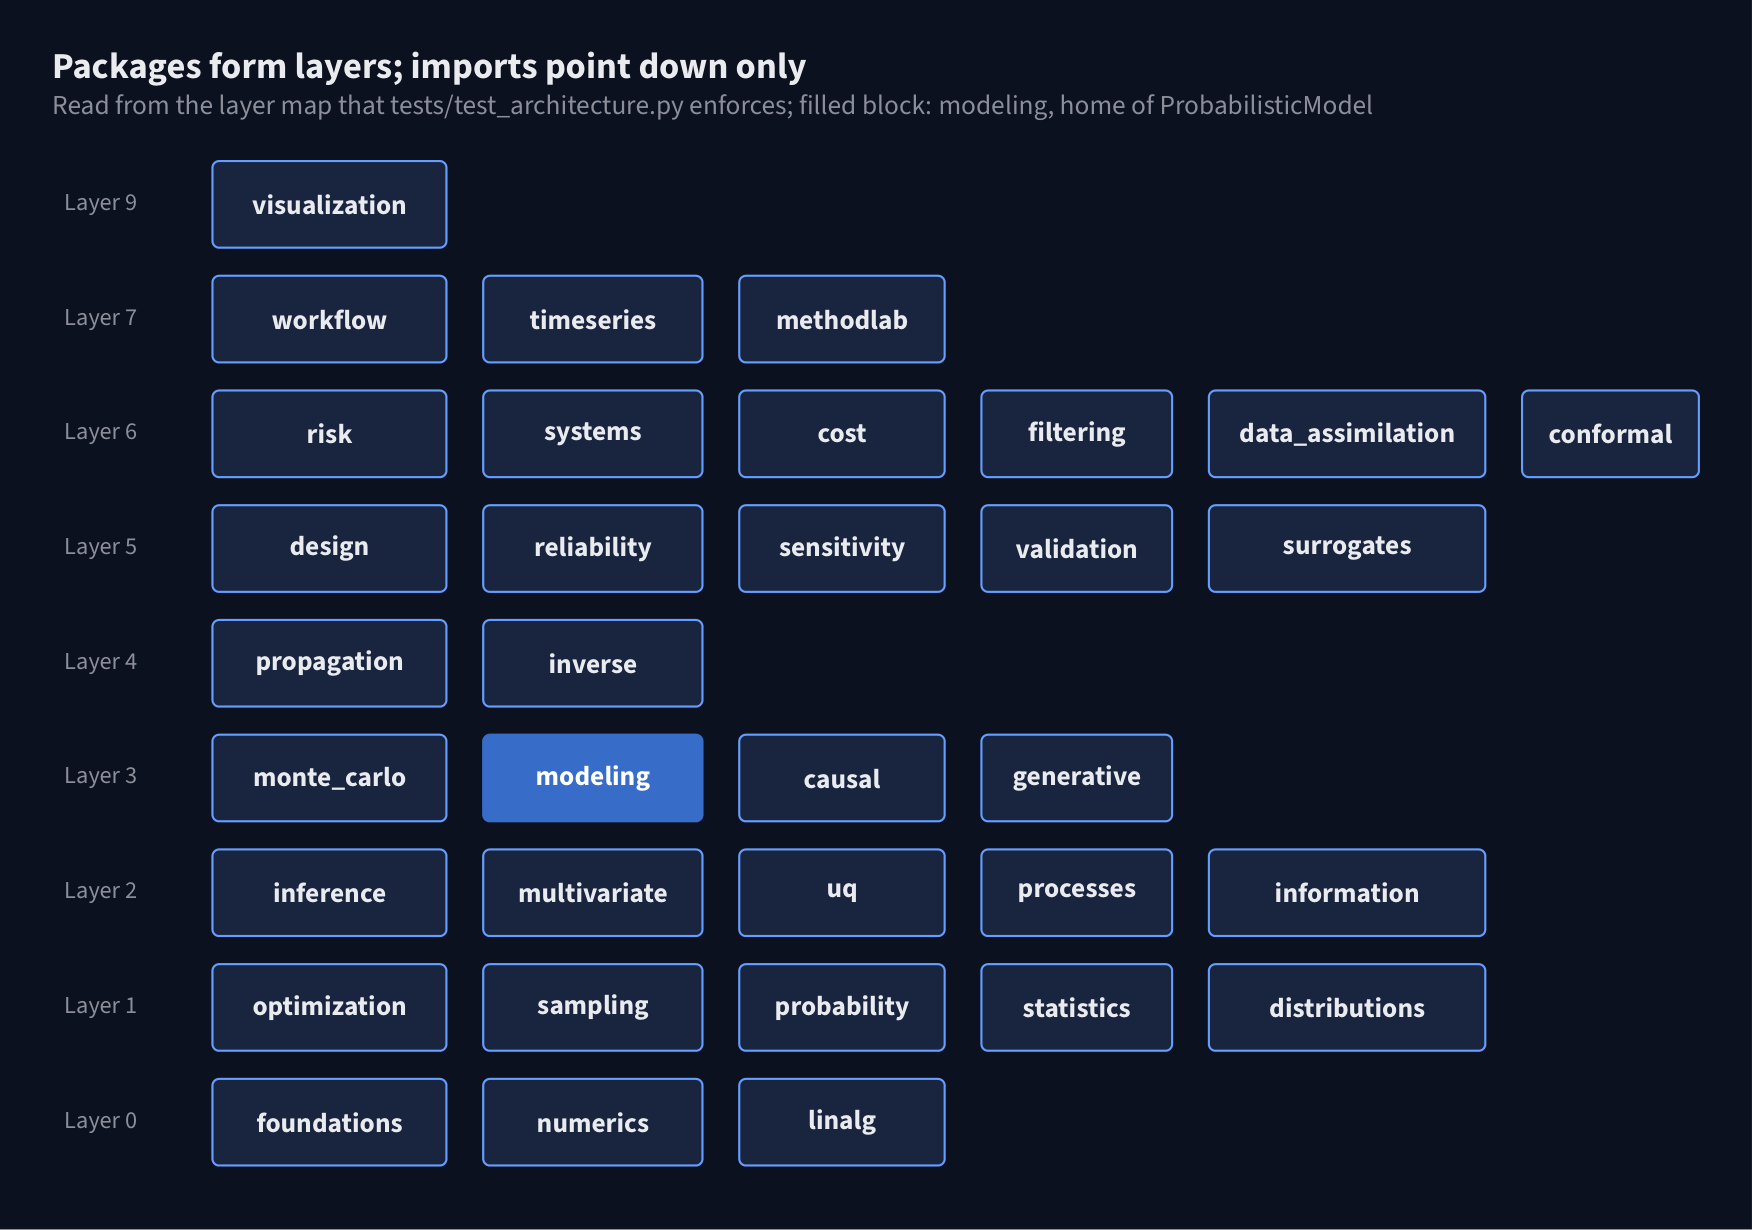 Packages form layers; imports point down only
Read from the layer map that tests/test_architecture.py enforces; filled block: modeling, home of ProbabilisticModel
Layer 9 visualization
Layer 7 workflow timeseries methodlab
Layer 6 risk systems cost filtering data_assimilation conformal
Layer 5 design reliability sensitivity validation surrogates
Layer 4 propagation inverse
Layer 3 monte_carlo modeling causal generative
Layer 2 inference multivariate uq processes information
Layer 1 optimization sampling probability statistics distributions
Layer 0 foundations numerics linalg